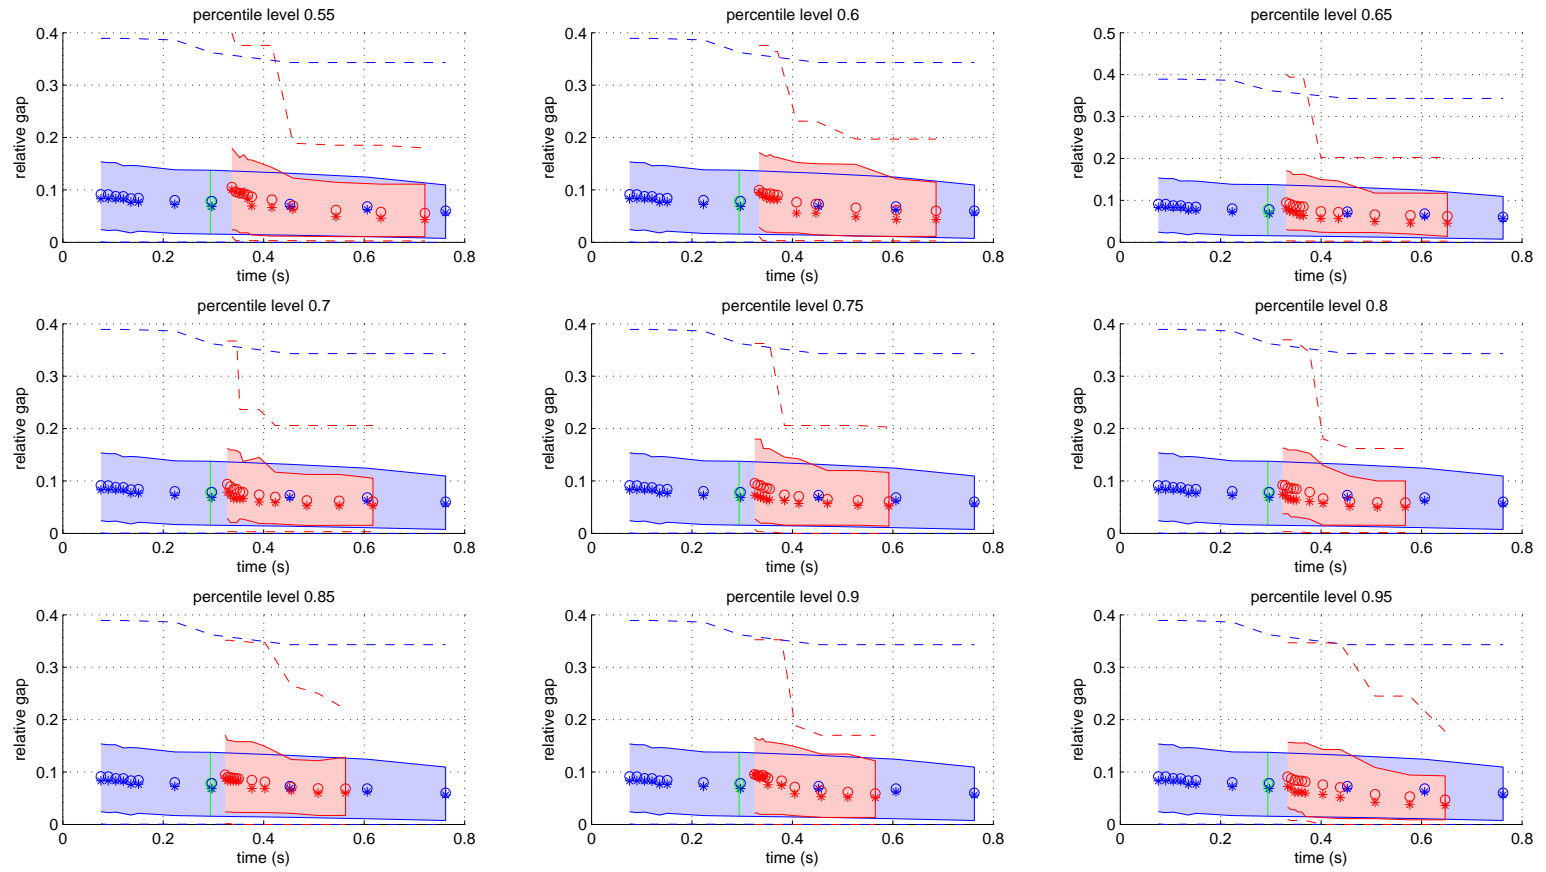 percentile level 0.55
0.4
0.3
0.2
0.1
0
relative gap
0 0.2 0.4 0.6 0.8
time (s)
percentile level 0.6
0.4
0.3
0.2
0.1
0
relative gap
0 0.2 0.4 0.6 0.8
time (s)
percentile level 0.65
0.5
0.4
0.3
0.2
0.1
0
relative gap
0 0.2 0.4 0.6 0.8
time (s)
percentile level 0.7
0.4
0.3
0.2
0.1
0
relative gap
0 0.2 0.4 0.6 0.8
time (s)
percentile level 0.75
0.4
0.3
0.2
0.1
0
relative gap
0 0.2 0.4 0.6 0.8
time (s)
percentile level 0.8
0.4
0.3
0.2
0.1
0
relative gap
0 0.2 0.4 0.6 0.8
time (s)
percentile level 0.85
0.4
0.3
0.2
0.1
0
relative gap
0 0.2 0.4 0.6 0.8
time (s)
percentile level 0.9
0.4
0.3
0.2
0.1
0
relative gap
0 0.2 0.4 0.6 0.8
time (s)
percentile level 0.95
0.4
0.3
0.2
0.1
0
relative gap
0 0.2 0.4 0.6 0.8
time (s)